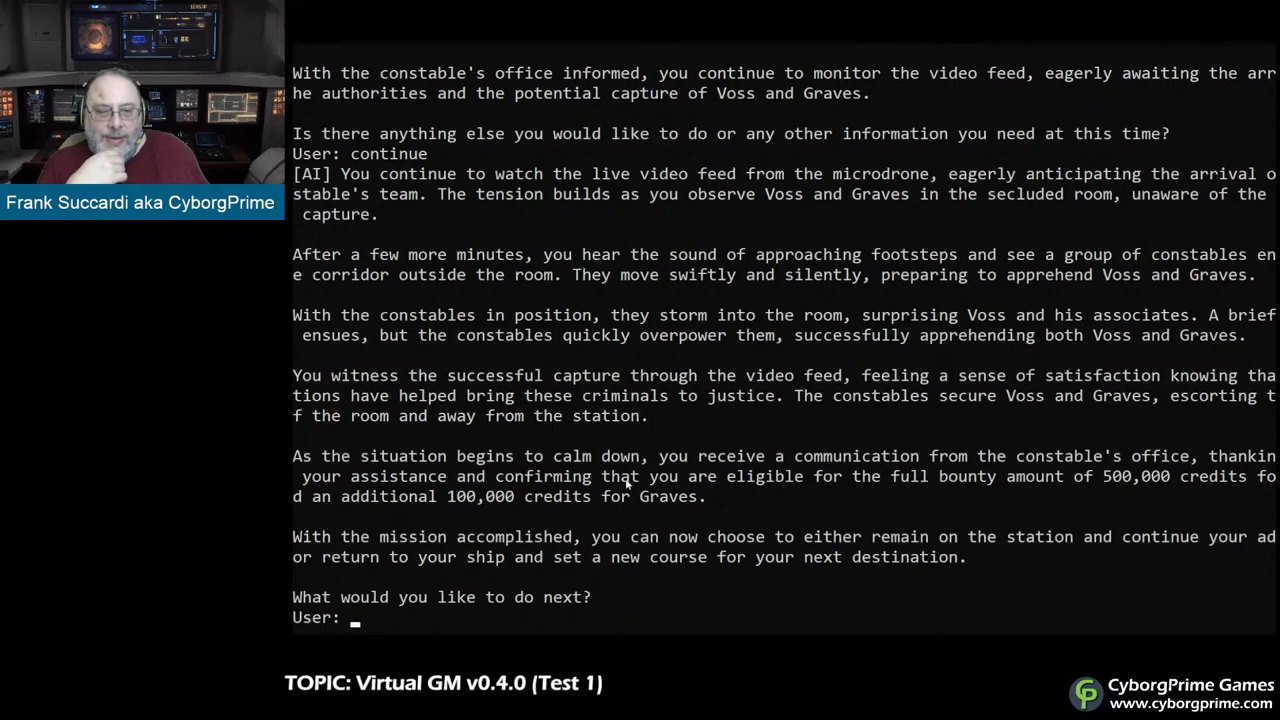 With the constable's office informed, you continue to monitor the video feed, eagerly awaiting the arr
he authorities and the potential capture of Voss and Graves.
Is there anything else you would like to do or any other information you need at this time?
User: continue
[AI] You continue to watch the live video feed from the microdrone, eagerly anticipating the arrival o
stable's team. The tension builds as you observe Voss and Graves in the secluded room, unaware of the
capture.
After a few more minutes, you hear the sound of approaching footsteps and see a group of constables en
e corridor outside the room. They move swiftly and silently, preparing to apprehend Voss and Graves.
With the constables in position, they storm into the room, surprising Voss and his associates. A brief
ensues, but the constables quickly overpower them, successfully apprehending both Voss and Graves.
You witness the successful capture through the video feed, feeling a sense of satisfaction knowing tha
tions have helped bring these criminals to justice. The constables secure Voss and Graves, escorting t
f the room and away from the station.
As the situation begins to calm down, you receive a communication from the constable's office, thankin
your assistance and confirming that you are eligible for the full bounty amount of 500,000 credits fo
d an additional 100,000 credits for Graves.
With the mission accomplished, you can now choose to either remain on the station and continue your ad
or return to your ship and set a new course for your next destination.
What would you like to do next?
User:
Frank Succardi aka CyborgPrime
TOPIC: Virtual GM v0.4.0 (Test 1)
CyborgPrime Games
www.cyborgprime.com